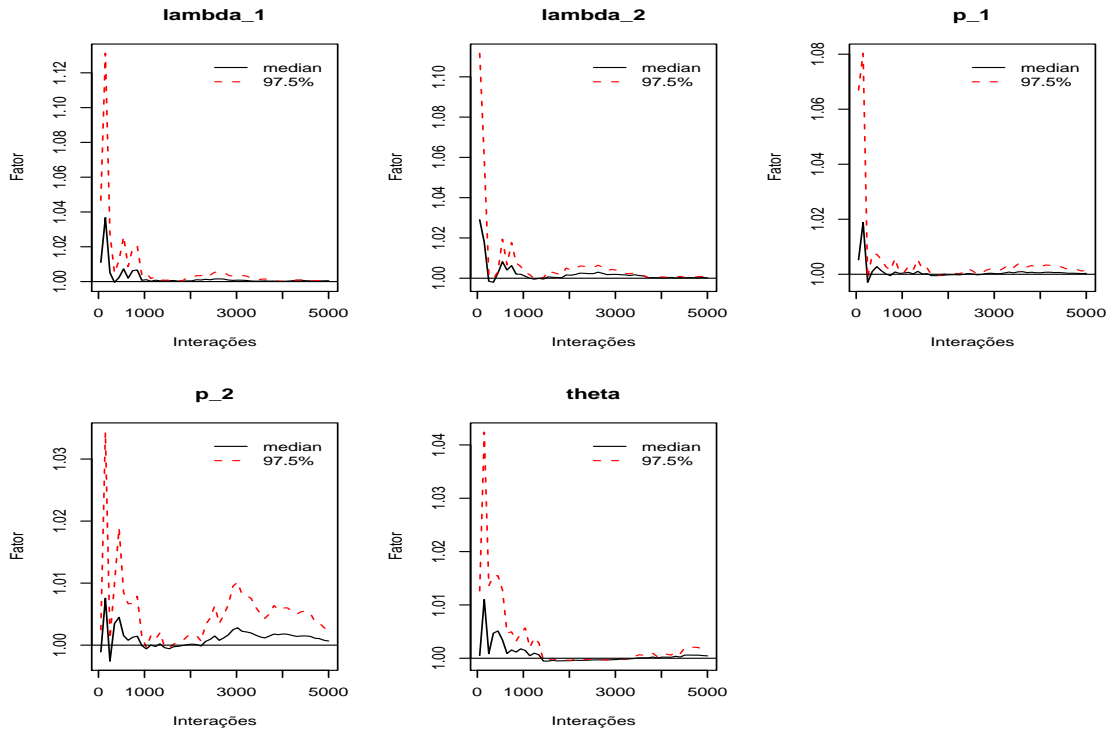 lambda_1
median
97.5%
Fator
1.00 1.02 1.04 1.06 1.08 1.10 1.12
0 1000 3000 5000
Interações
lambda_2
median
97.5%
Fator
1.00 1.02 1.04 1.06 1.08 1.10
0 1000 3000 5000
Interações
p_1
median
97.5%
Fator
1.00 1.02 1.04 1.06 1.08
0 1000 3000 5000
Interações
p_2
median
97.5%
Fator
1.00 1.01 1.02 1.03
0 1000 3000 5000
Interações
theta
median
97.5%
Fator
1.00 1.01 1.02 1.03 1.04
0 1000 3000 5000
Interações